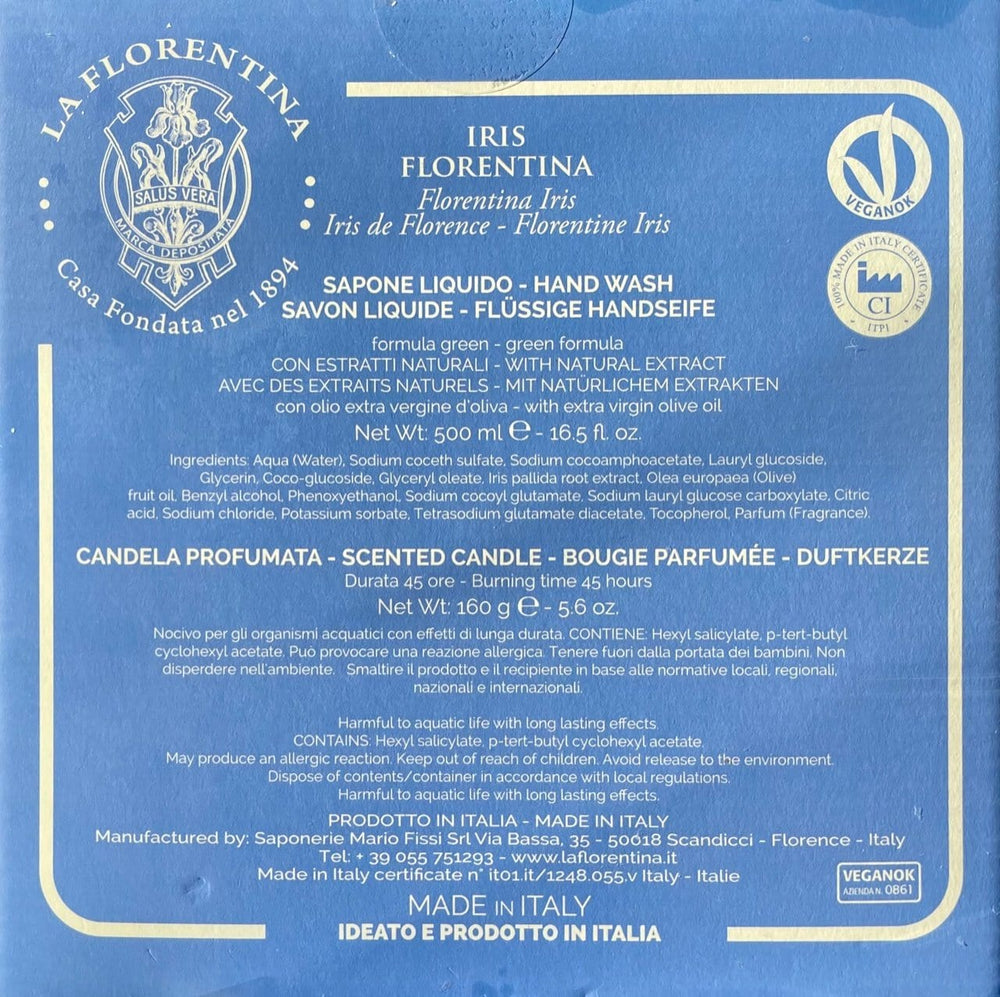 LA FLORENTINA
SALUS VERA
MARCA DEPOSITATA
Casa Fondata nel 1894
IRIS
FLORENTINA
Florentina Iris
Iris de Florence - Florentine Iris
VEGANOK
100% MADE IN ITALY CERTIFICATE
CI
ITPI
SAPONE LIQUIDO - HAND WASH
SAVON LIQUIDE - FLÜSSIGE HANDSEIFE
formula green - green formula
CON ESTRATTI NATURALI - WITH NATURAL EXTRACT
AVEC DES EXTRAITS NATURELS - MIT NATÜRLICHEM EXTRAKTEN
con olio extra vergine d'oliva - with extra virgin olive oil
Net Wt: 500 ml ℮ - 16.5 fl. oz.
Ingredients: Aqua (Water), Sodium coceth sulfate, Sodium cocoamphoacetate, Lauryl glucoside,
Glycerin, Coco-glucoside, Glyceryl oleate, Iris pallida root extract, Olea europaea (Olive)
fruit oil, Benzyl alcohol, Phenoxyethanol, Sodium cocoyl glutamate, Sodium lauryl glucose carboxylate, Citric
acid, Sodium chloride, Potassium sorbate, Tetrasodium glutamate diacetate, Tocopherol, Parfum (Fragrance).
CANDELA PROFUMATA - SCENTED CANDLE - BOUGIE PARFUMÉE - DUFTKERZE
Durata 45 ore - Burning time 45 hours
Net Wt: 160 g ℮ - 5.6 oz.
Nocivo per gli organismi acquatici con effetti di lunga durata. CONTIENE: Hexyl salicylate, p-tert-butyl
cyclohexyl acetate. Può provocare una reazione allergica. Tenere fuori dalla portata dei bambini. Non
disperdere nell'ambiente. Smaltire il prodotto e il recipiente in base alle normative locali, regionali,
nazionali e internazionali.
Harmful to aquatic life with long lasting effects.
CONTAINS: Hexyl salicylate, p-tert-butyl cyclohexyl acetate.
May produce an allergic reaction. Keep out of reach of children. Avoid release to the environment.
Dispose of contents/container in accordance with local regulations.
Harmful to aquatic life with long lasting effects.
PRODOTTO IN ITALIA - MADE IN ITALY
Manufactured by: Saponerie Mario Fissi Srl Via Bassa, 35 - 50018 Scandicci - Florence - Italy
Tel: + 39 055 751293 - www.laflorentina.it
Made in Italy certificate n° it01.it/1248.055.v Italy - Italie
VEGANOK
AZIENDA N. 0861
MADE IN ITALY
IDEATO E PRODOTTO IN ITALIA